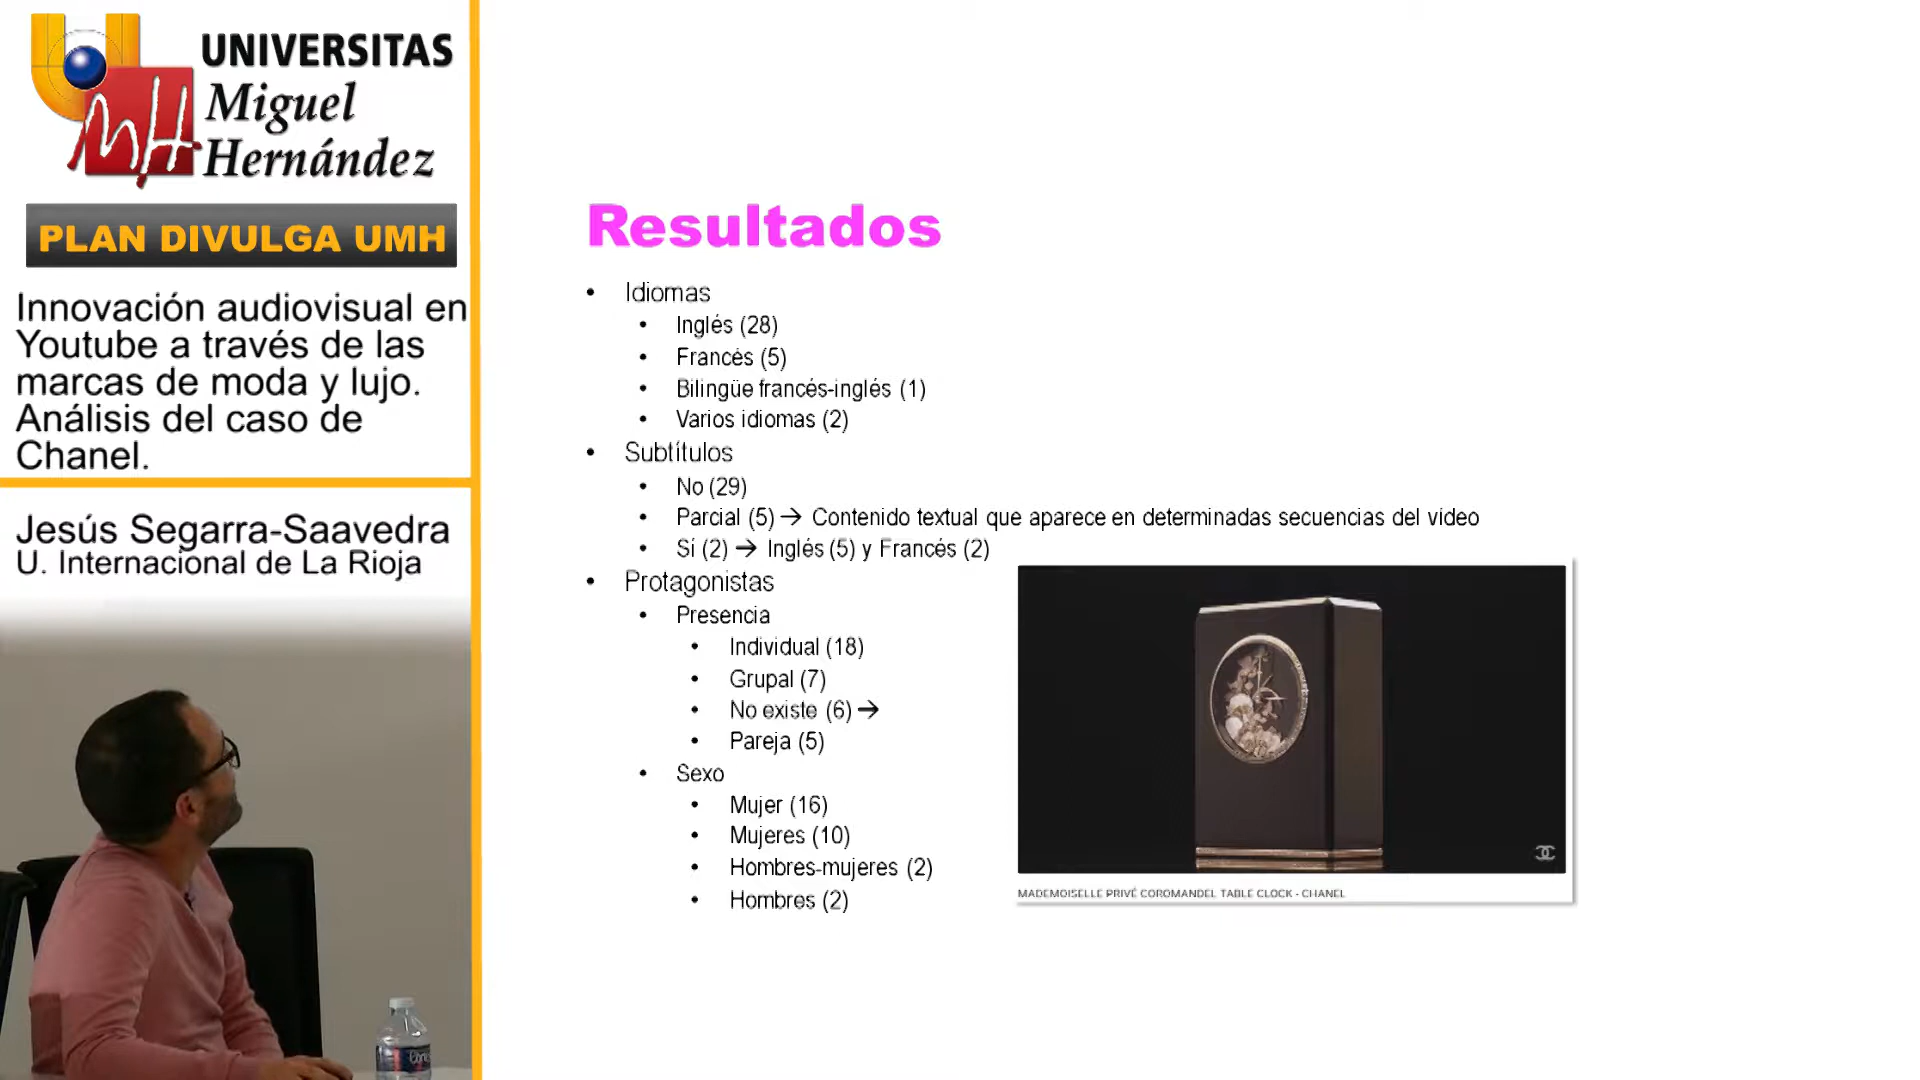 UNIVERSITAS
Miguel
Hernández
PLAN DIVULGA UMH
Innovación audiovisual en
Youtube a través de las
marcas de moda y lujo.
Análisis del caso de
Chanel.
Jesús Segarra-Saavedra
U. Internacional de La Rioja
Resultados
• Idiomas
• Inglés (28)
• Francés (5)
• Bilingüe francés-inglés (1)
• Varios idiomas (2)
• Subtítulos
• No (29)
• Parcial (5) → Contenido textual que aparece en determinadas secuencias del vídeo
• Sí (2) → Inglés (5) y Francés (2)
• Protagonistas
• Presencia
• Individual (18)
• Grupal (7)
• No existe (6) →
• Pareja (5)
• Sexo
• Mujer (16)
• Mujeres (10)
• Hombres-mujeres (2)
• Hombres (2)
MADEMOISELLE PRIVÉ COROMANDEL TABLE CLOCK - CHANEL